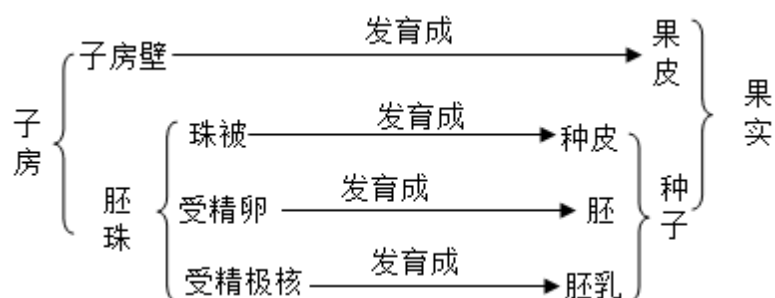 子房
子房壁
发育成
果皮
果实
胚珠
珠被
发育成
种皮
受精卵
发育成
胚
种子
受精极核
发育成
胚乳